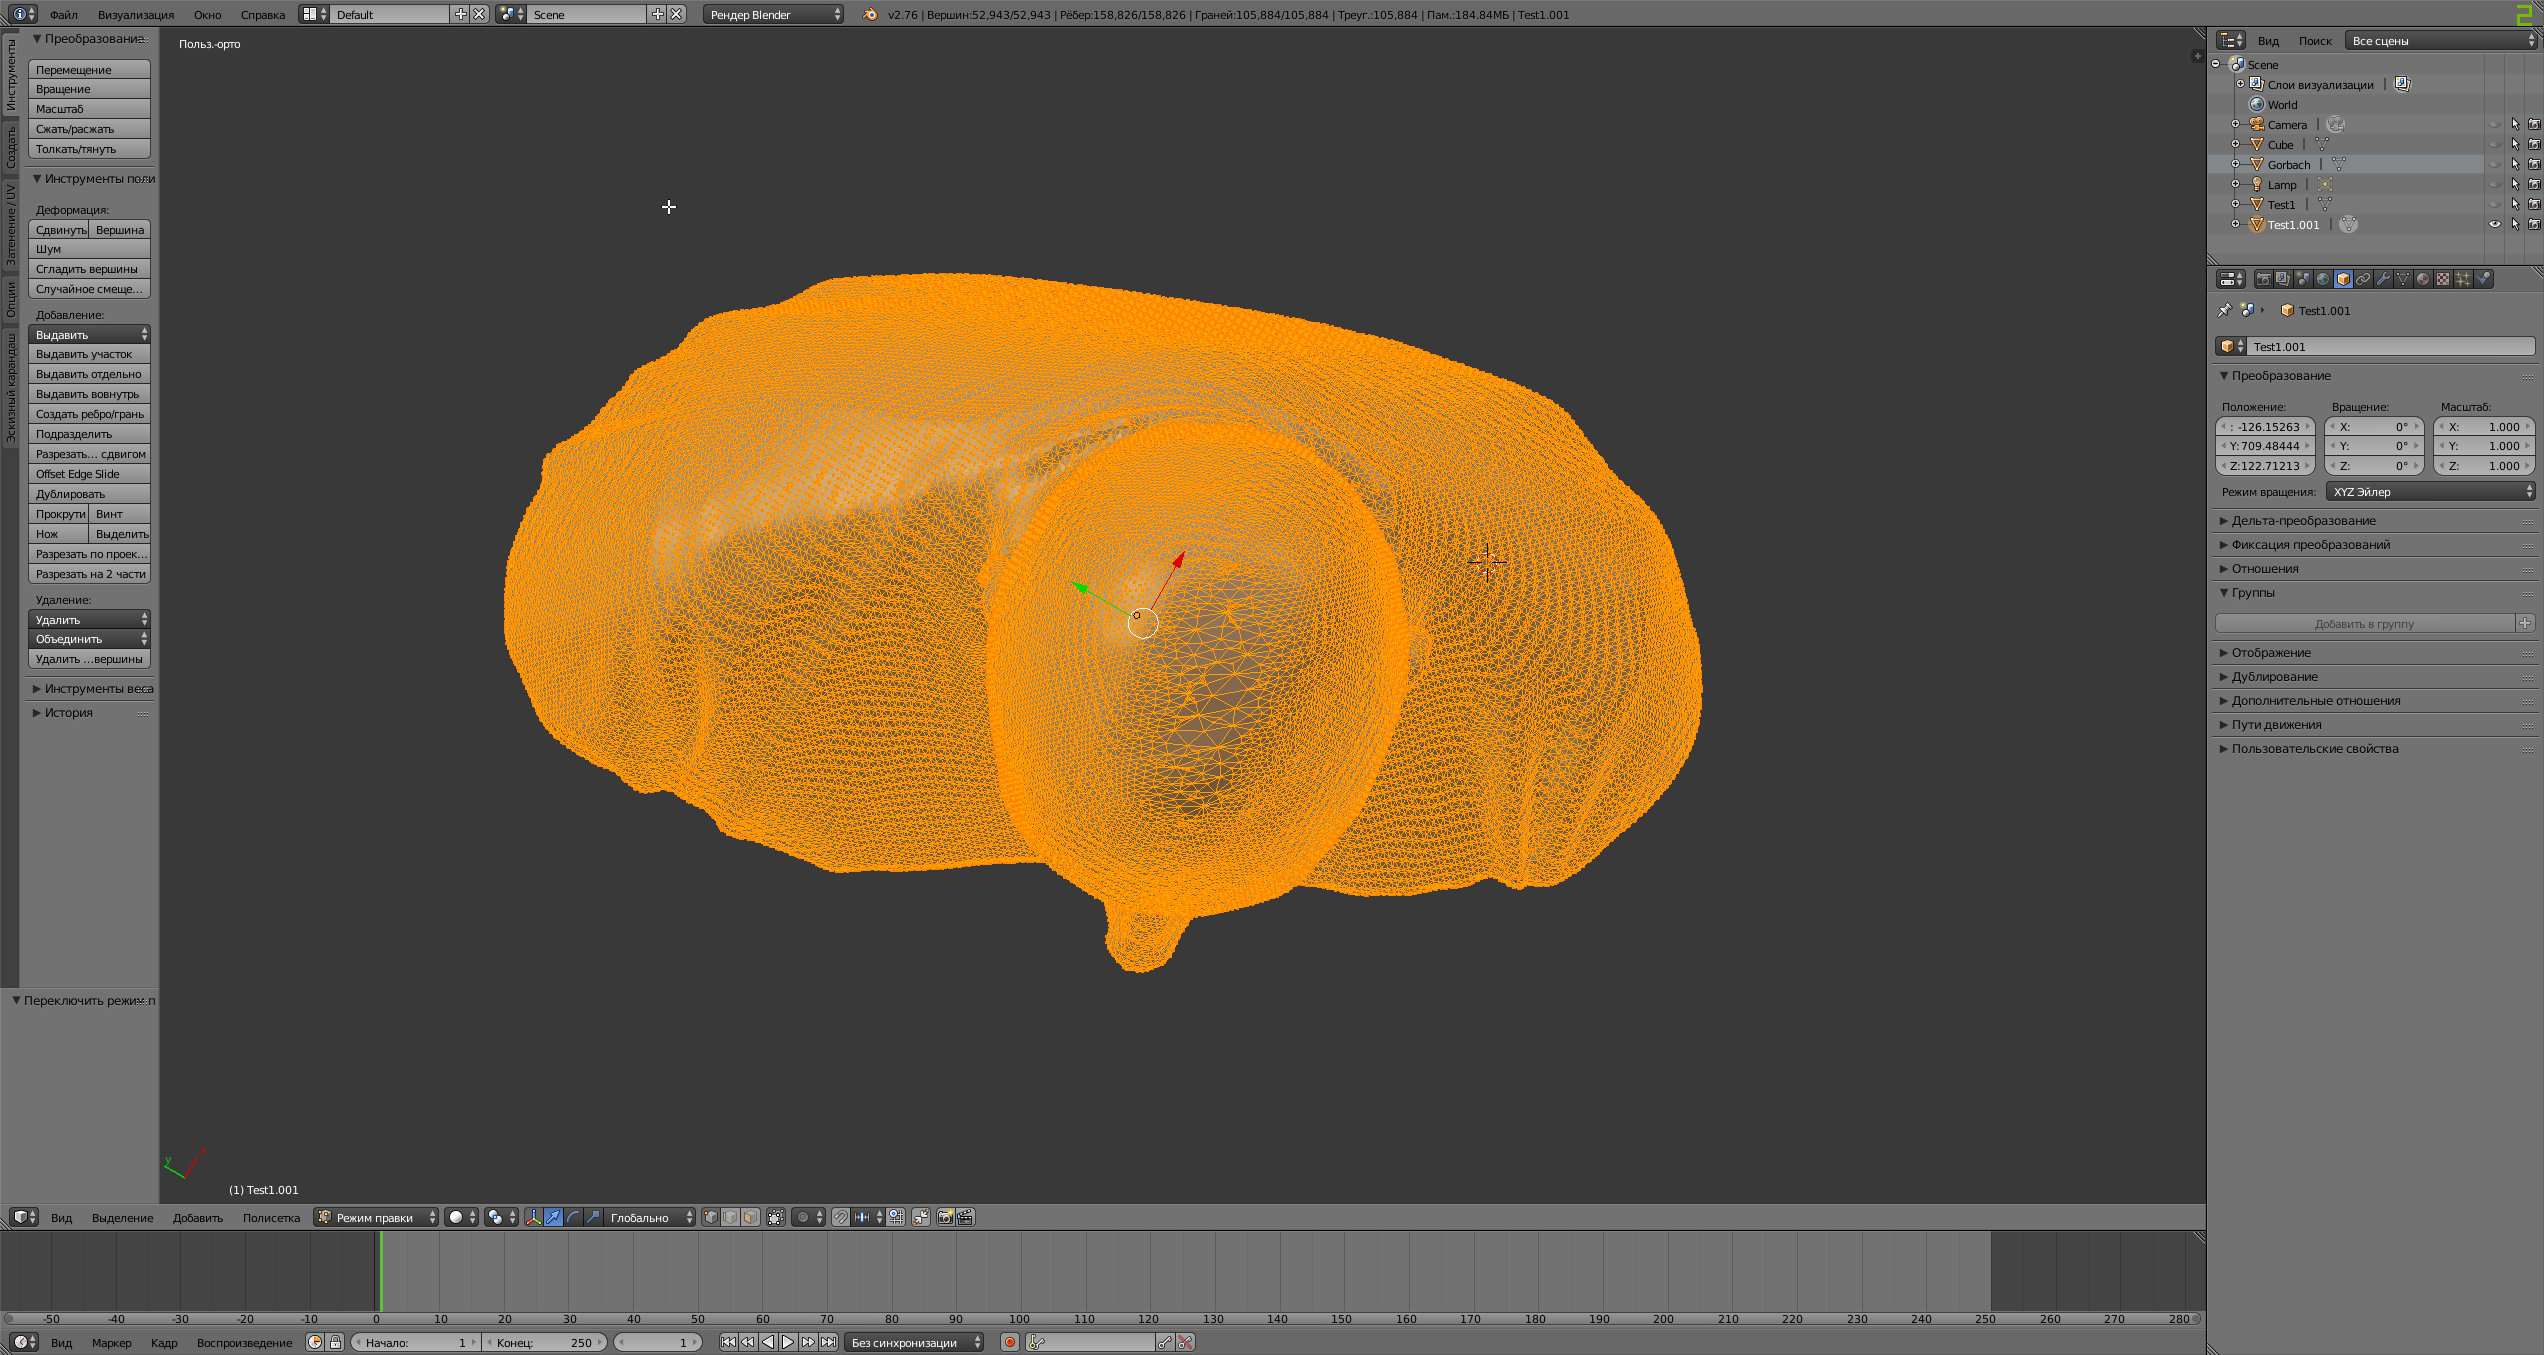 Файл Визуализация Окно Справка Default Scene Рендер Blender v2.76 | Вершин:52,943/52,943 | Рёбер:158,826/158,826 | Граней:105,884/105,884 | Треуг.:105,884 | Пам.:184.84МБ | Test1.001
Инструменты
Создать
Затенение / UV
Опции
Эскизный карандаш
Преобразование
Перемещение
Вращение
Масштаб
Сжать/расжать
Толкать/тянуть
Инструменты поли
Деформация:
Сдвинуть Вершина
Шум
Сгладить вершины
Случайное смеще...
Добавление:
Выдавить
Выдавить участок
Выдавить отдельно
Выдавить вовнутрь
Создать ребро/грань
Подразделить
Разрезать... сдвигом
Offset Edge Slide
Дублировать
Прокрути Винт
Нож Выделить
Разрезать по проек...
Разрезать на 2 части
Удаление:
Удалить
Объединить
Удалить ...вершины
Инструменты веса
История
Переключить режим п
Польз.-орто
y
x
(1) Test1.001
Вид Поиск Все сцены
Scene
Слои визуализации |
World
Camera |
Cube |
Gorbach |
Lamp |
Test1 |
Test1.001 |
Test1.001
Test1.001
Преобразование
Положение: Вращение: Масштаб:
: -126.15263 X: 0° X: 1.000
Y: 709.48444 Y: 0° Y: 1.000
Z: 122.71213 Z: 0° Z: 1.000
Режим вращения: XYZ Эйлер
Дельта-преобразование
Фиксация преобразований
Отношения
Группы
Добавить в группу
Отображение
Дублирование
Дополнительные отношения
Пути движения
Пользовательские свойства
Вид Выделение Добавить Полисетка Режим правки Глобально
-50 -40 -30 -20 -10 0 10 20 30 40 50 60 70 80 90 100 110 120 130 140 150 160 170 180 190 200 210 220 230 240 250 260 270 280
Вид Маркер Кадр Воспроизведение Начало: 1 Конец: 250 1 Без синхронизации